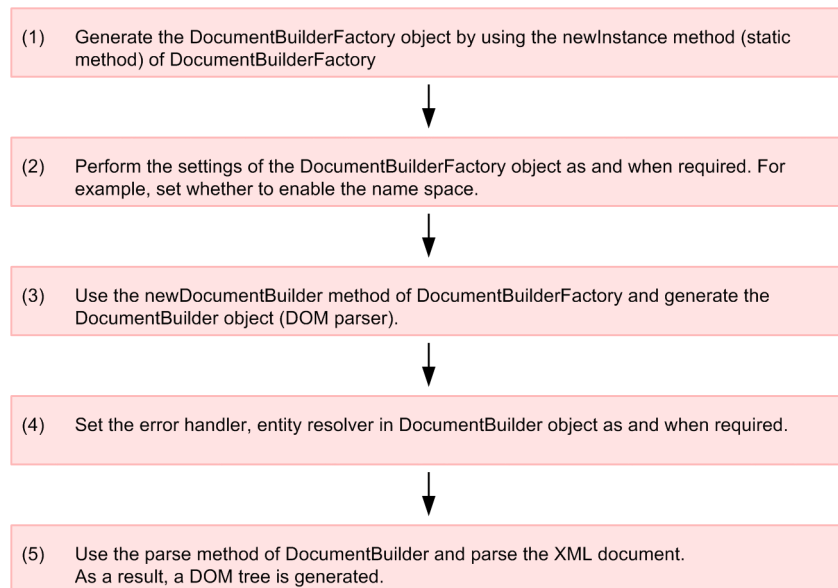 (1) Generate the DocumentBuilderFactory object by using the newInstance method (static
method) of DocumentBuilderFactory
(2) Perform the settings of the DocumentBuilderFactory object as and when required. For
example, set whether to enable the name space.
(3) Use the newDocumentBuilder method of DocumentBuilerFactory and generate the
DocumentBuilder object (DOM parser).
(4) Set the error handler, entity resolver in DocumentBuilder object as and when required.
(5) Use the parse method of DocumentBuilder and parse the XML document.
As a result, a DOM tree is generated.